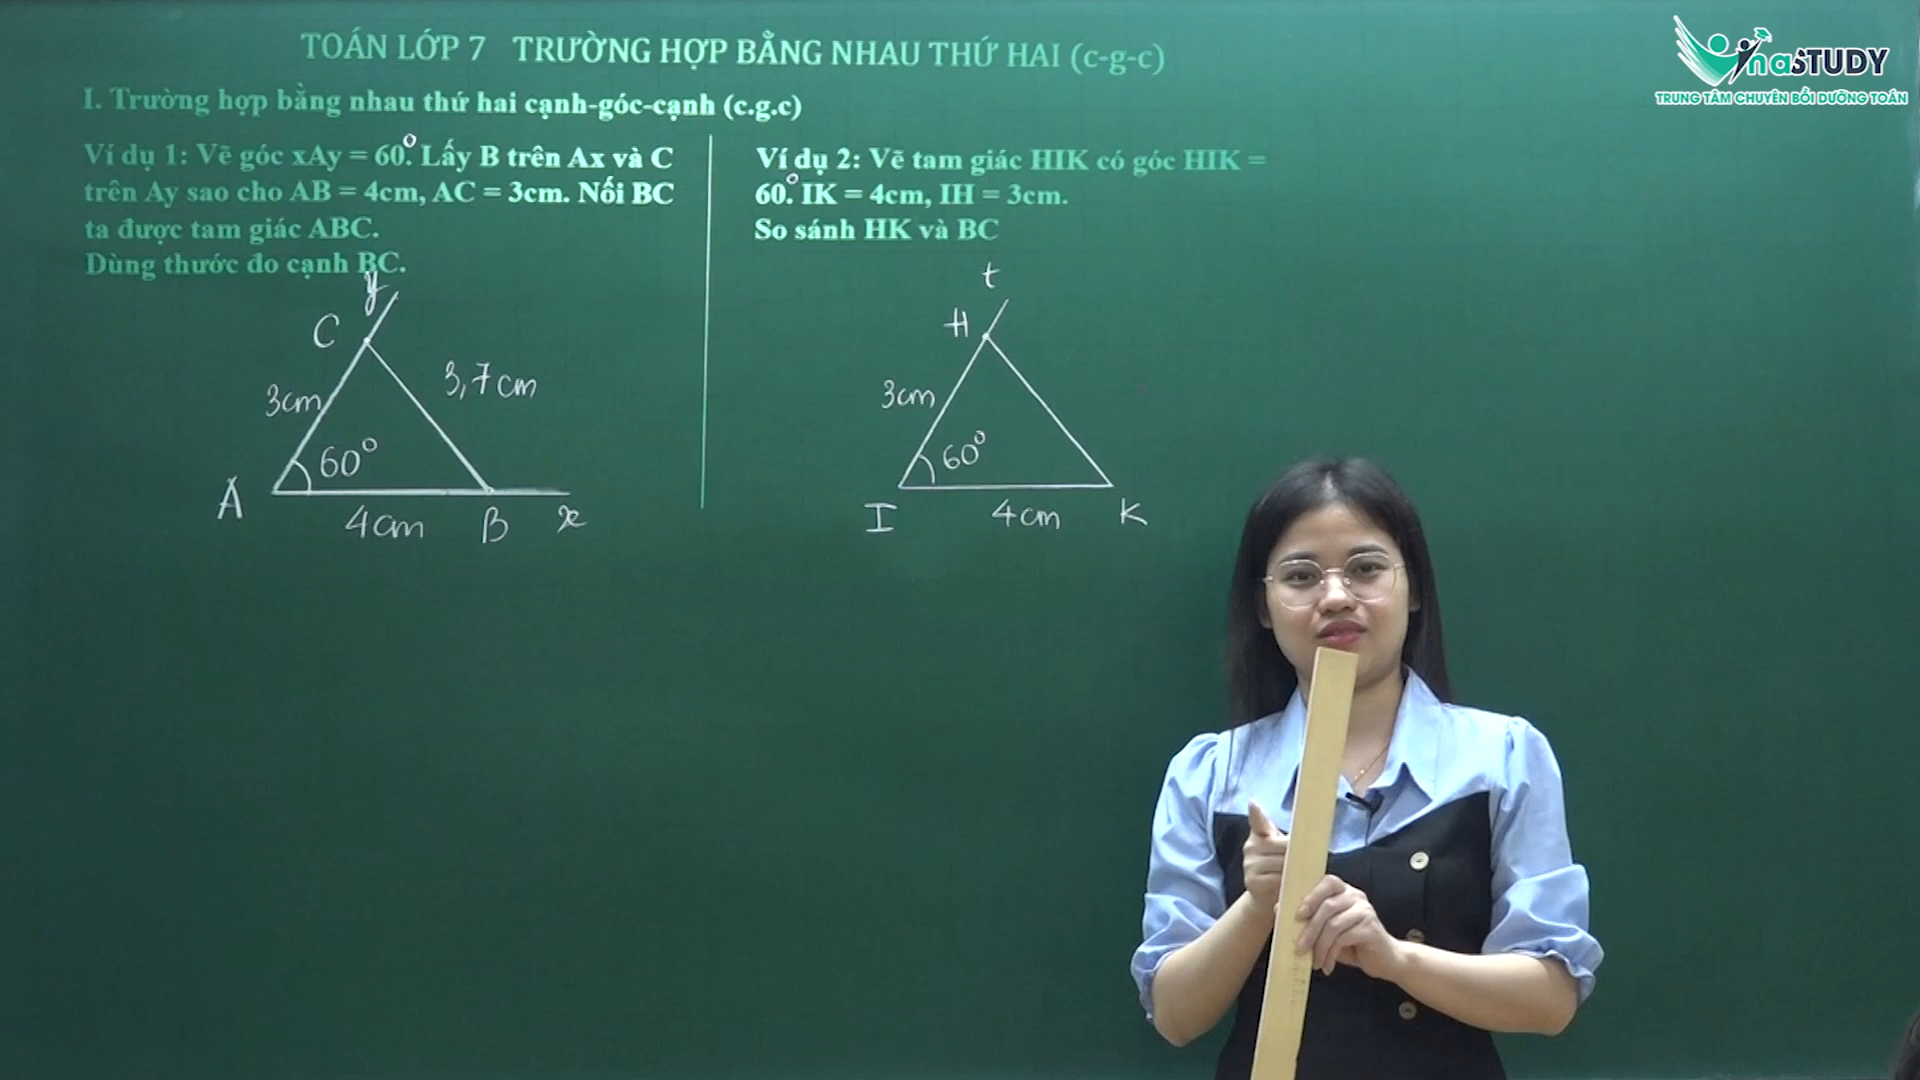 TOÁN LỚP 7 TRƯỜNG HỢP BẰNG NHAU THỨ HAI (c-g-c)
I. Trường hợp bằng nhau thứ hai cạnh-góc-cạnh (c.g.c)
Ví dụ 1: Vẽ góc xAy = 60°. Lấy B trên Ax và C
trên Ay sao cho AB = 4cm, AC = 3cm. Nối BC
ta được tam giác ABC.
Dùng thước đo cạnh BC.
y
C
3cm
3,7cm
60°
A
4cm
B
x
Ví dụ 2: Vẽ tam giác HIK có góc HIK =
60°. IK = 4cm, IH = 3cm.
So sánh HK và BC
t
H
3cm
60°
I
4cm
K
VinaSTUDY
TRUNG TÂM CHUYÊN BỒI DƯỠNG TOÁN